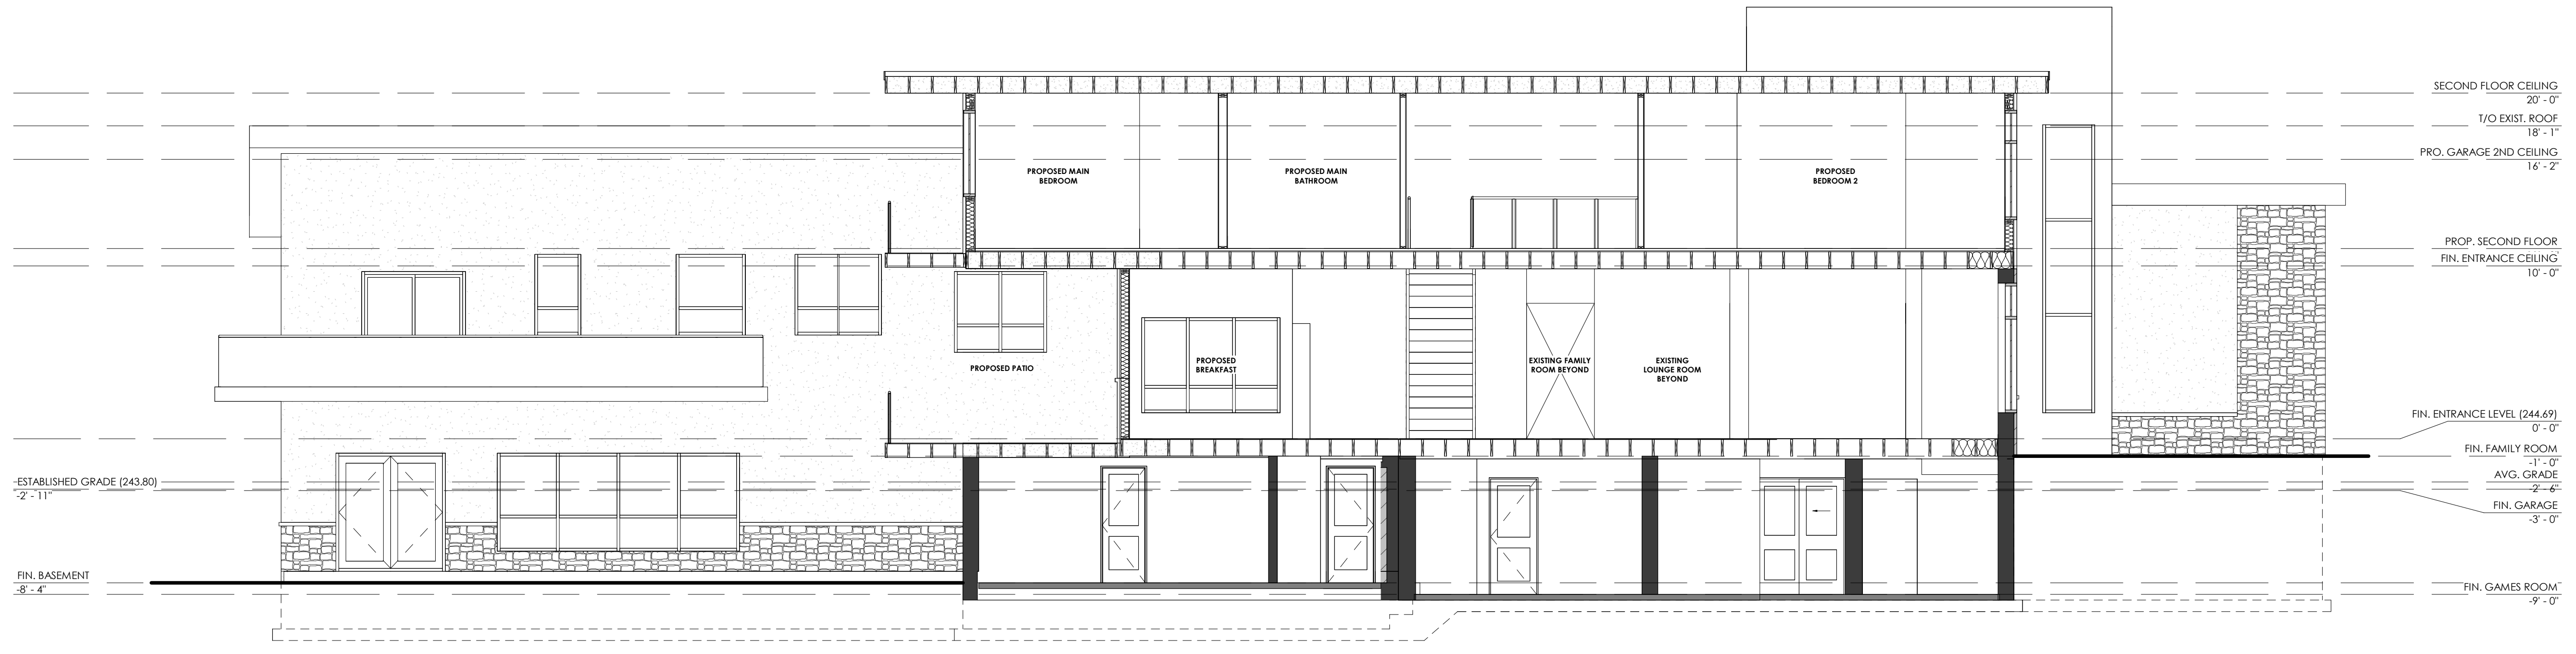 SECOND FLOOR CEILING
20' - 0"
T/O EXIST. ROOF
18' - 1"
PRO. GARAGE 2ND CEILING
16' - 2"
PROPOSED MAIN
BEDROOM
PROPOSED MAIN
BATHROOM
PROPOSED
BEDROOM 2
PROP. SECOND FLOOR
FIN. ENTRANCE CEILING
10' - 0"
PROPOSED PATIO
PROPOSED
BREAKFAST
EXISTING FAMILY
ROOM BEYOND
EXISTING
LOUNGE ROOM
BEYOND
FIN. ENTRANCE LEVEL (244.69)
0' - 0"
FIN. FAMILY ROOM
-1' - 0"
AVG. GRADE
-2' - 6"
FIN. GARAGE
-3' - 0"
ESTABLISHED GRADE (243.80)
-2' - 11"
FIN. BASEMENT
-8' - 4"
FIN. GAMES ROOM
-9' - 0"